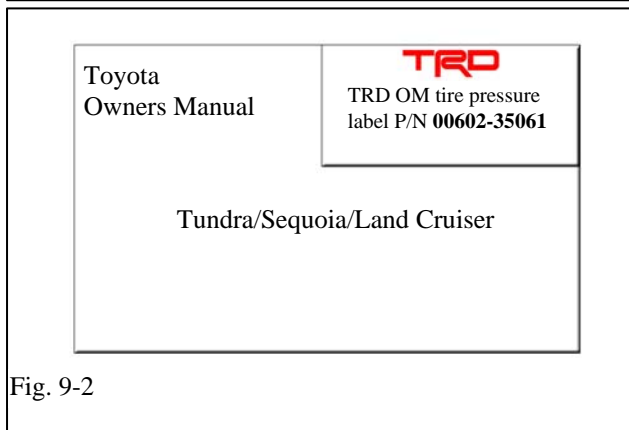 Toyota
Owners Manual
TRD
TRD OM tire pressure
label P/N 00602-35061
Tundra/Sequoia/Land Cruiser
Fig. 9-2